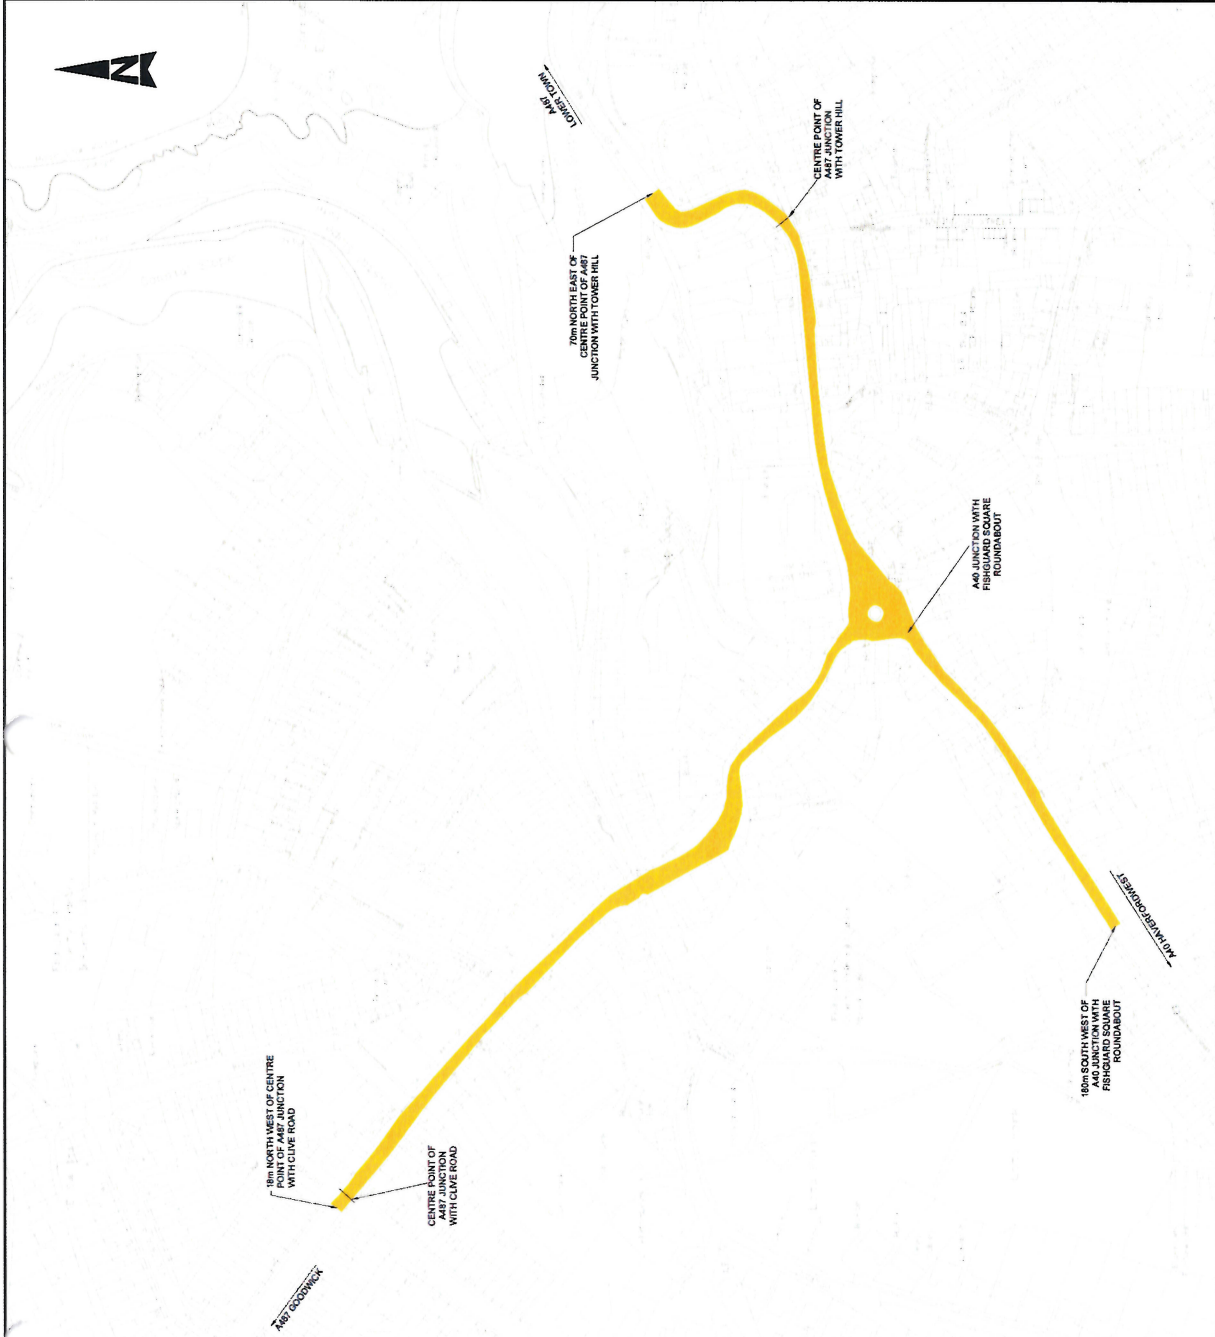 N
A487
LOWER TOWN
CENTRE POINT OF
A487 JUNCTION
WITH TOWER HILL
70m NORTH EAST OF
CENTRE POINT OF A487
JUNCTION WITH TOWER HILL
A40 JUNCTION WITH
FISHGUARD SQUARE
ROUNDABOUT
A40 HAVERFORDWEST
180m SOUTH WEST OF
A40 JUNCTION WITH
FISHGUARD SQUARE
ROUNDABOUT
18m NORTH WEST OF CENTRE
POINT OF A487 JUNCTION
WITH CLIVE ROAD
CENTRE POINT OF
A487 JUNCTION
WITH CLIVE ROAD
A487 GOODWICK